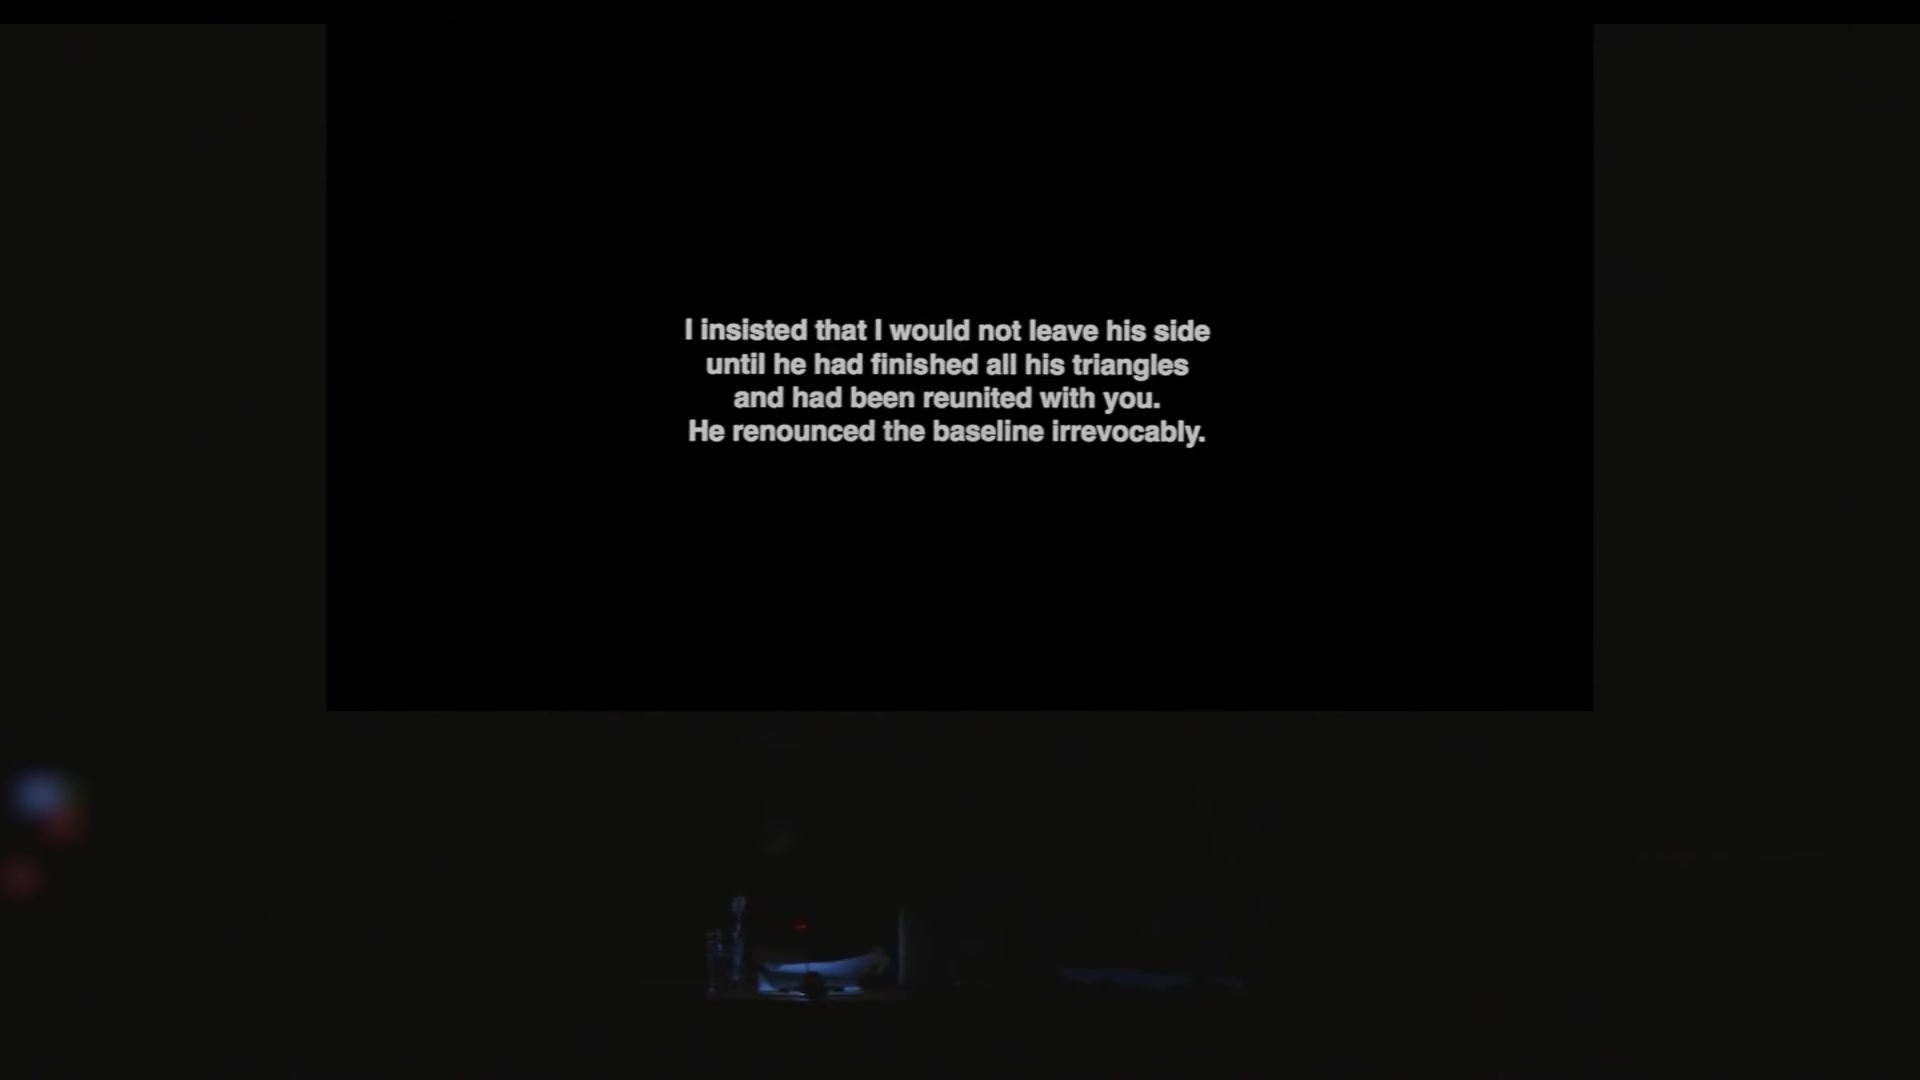 I insisted that I would not leave his side
until he had finished all his triangles
and had been reunited with you.
He renounced the baseline irrevocably.